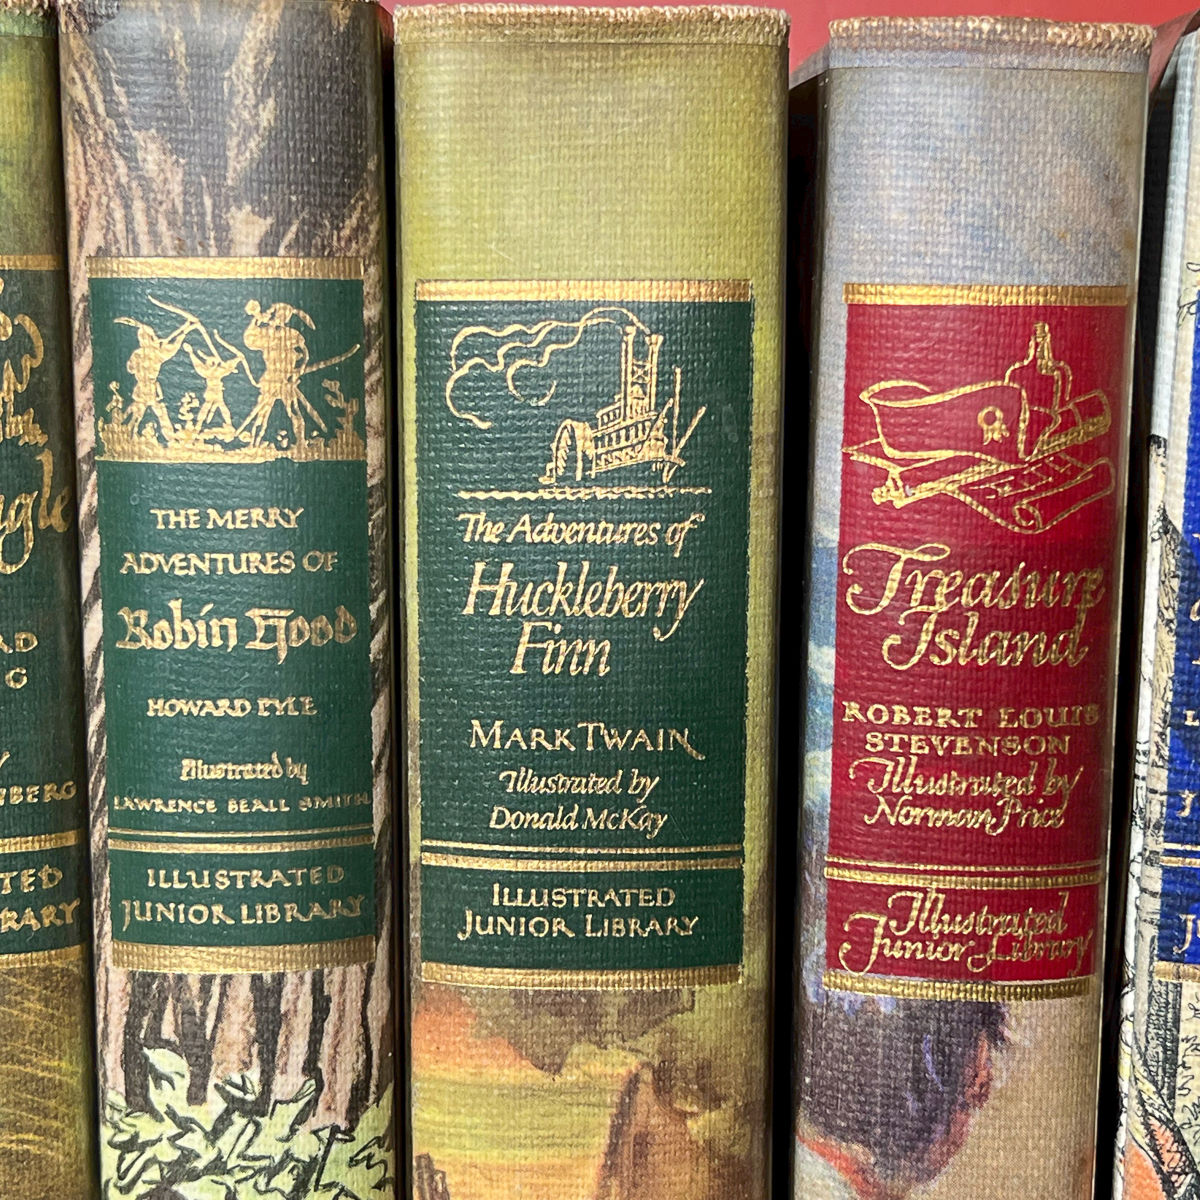 THE MERRY
ADVENTURES OF
Robin Hood
HOWARD PYLE
Illustrated by
LAWRENCE BEALL SMITH
ILLUSTRATED
JUNIOR LIBRARY
The Adventures of
Huckleberry
Finn
MARK TWAIN
Illustrated by
Donald McKay
ILLUSTRATED
JUNIOR LIBRARY
Treasure
Island
ROBERT LOUIS
STEVENSON
Illustrated by
Norman Price
Illustrated
Junior Library